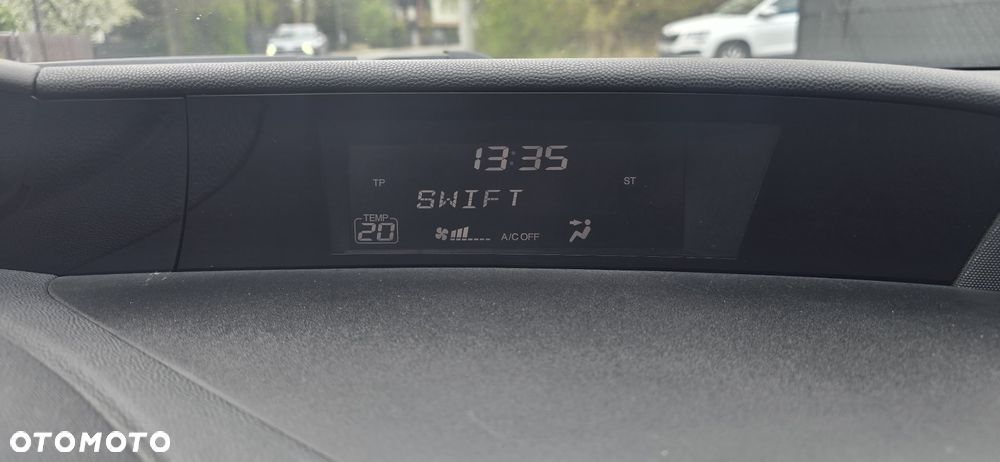 13:35
TP
ST
SWIFT
TEMP
20
A/C OFF
OTOMOTO